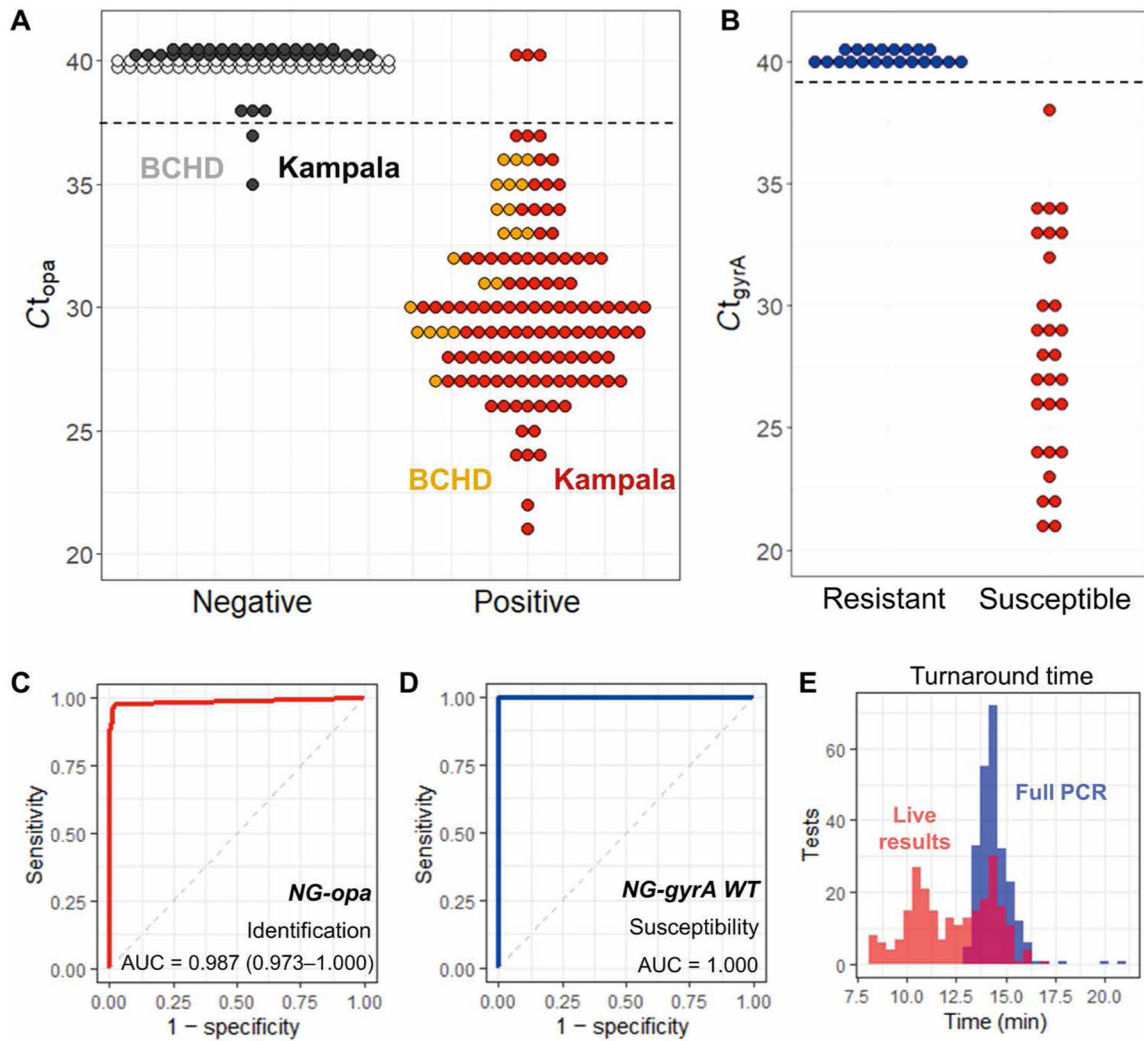 A
40
35
30
25
20
Ct_opa
BCHD
Kampala
BCHD
Kampala
Negative
Positive
B
40
35
30
25
20
Ct_gyrA
Resistant
Susceptible
C
1.00
0.75
0.50
0.25
0.00
Sensitivity
NG-opa
Identification
AUC = 0.987 (0.973–1.000)
0.00 0.25 0.50 0.75 1.00
1 − specificity
D
1.00
0.75
0.50
0.25
0.00
Sensitivity
NG-gyrA WT
Susceptibility
AUC = 1.000
0.00 0.25 0.50 0.75 1.00
1 − specificity
E
Turnaround time
60
40
20
0
Tests
Full PCR
Live
results
7.5 10.0 12.5 15.0 17.5 20.0
Time (min)